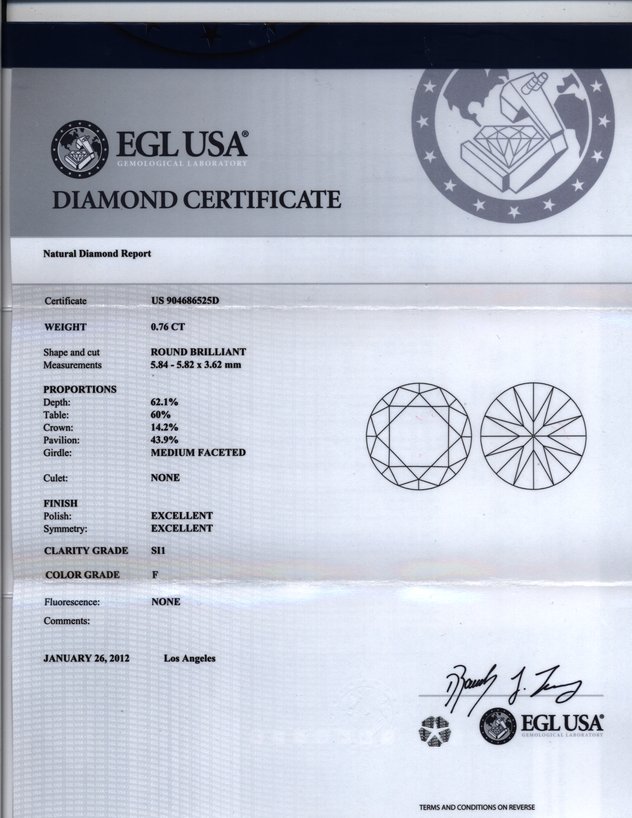 EGL USA®
GEMOLOGICAL LABORATORY
DIAMOND CERTIFICATE
Natural Diamond Report
Certificate US 904686525D
WEIGHT 0.76 CT
Shape and cut ROUND BRILLIANT
Measurements 5.84 - 5.82 x 3.62 mm
PROPORTIONS
Depth: 62.1%
Table: 60%
Crown: 14.2%
Pavilion: 43.9%
Girdle: MEDIUM FACETED
Culet: NONE
FINISH
Polish: EXCELLENT
Symmetry: EXCELLENT
CLARITY GRADE SI1
COLOR GRADE F
Fluorescence: NONE
Comments:
JANUARY 26, 2012 Los Angeles
EGL USA®
GEMOLOGICAL LABORATORY
TERMS AND CONDITIONS ON REVERSE